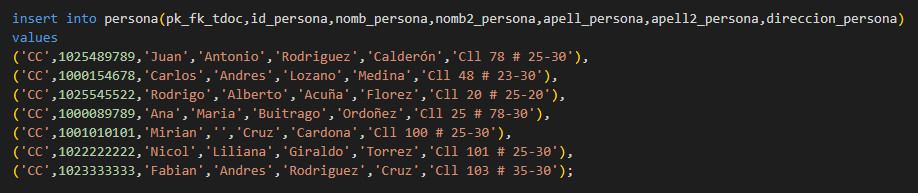 insert into persona(pk_fk_tdoc,id_persona,nomb_persona,nomb2_persona,apell_persona,apell2_persona,direccion_persona)
values
('CC',1025489789,'Juan','Antonio','Rodriguez','Calderón','Cll 78 # 25-30'),
('CC',1000154678,'Carlos','Andres','Lozano','Medina','Cll 48 # 23-30'),
('CC',1025545522,'Rodrigo','Alberto','Acuña','Florez','Cll 20 # 25-20'),
('CC',1000089789,'Ana','Maria','Buitrago','Ordoñez','Cll 25 # 78-30'),
('CC',1001010101,'Mirian','','Cruz','Cardona','Cll 100 # 25-30'),
('CC',1022222222,'Nicol','Liliana','Giraldo','Torrez','Cll 101 # 25-30'),
('CC',1023333333,'Fabian','Andres','Rodriguez','Cruz','Cll 103 # 35-30');